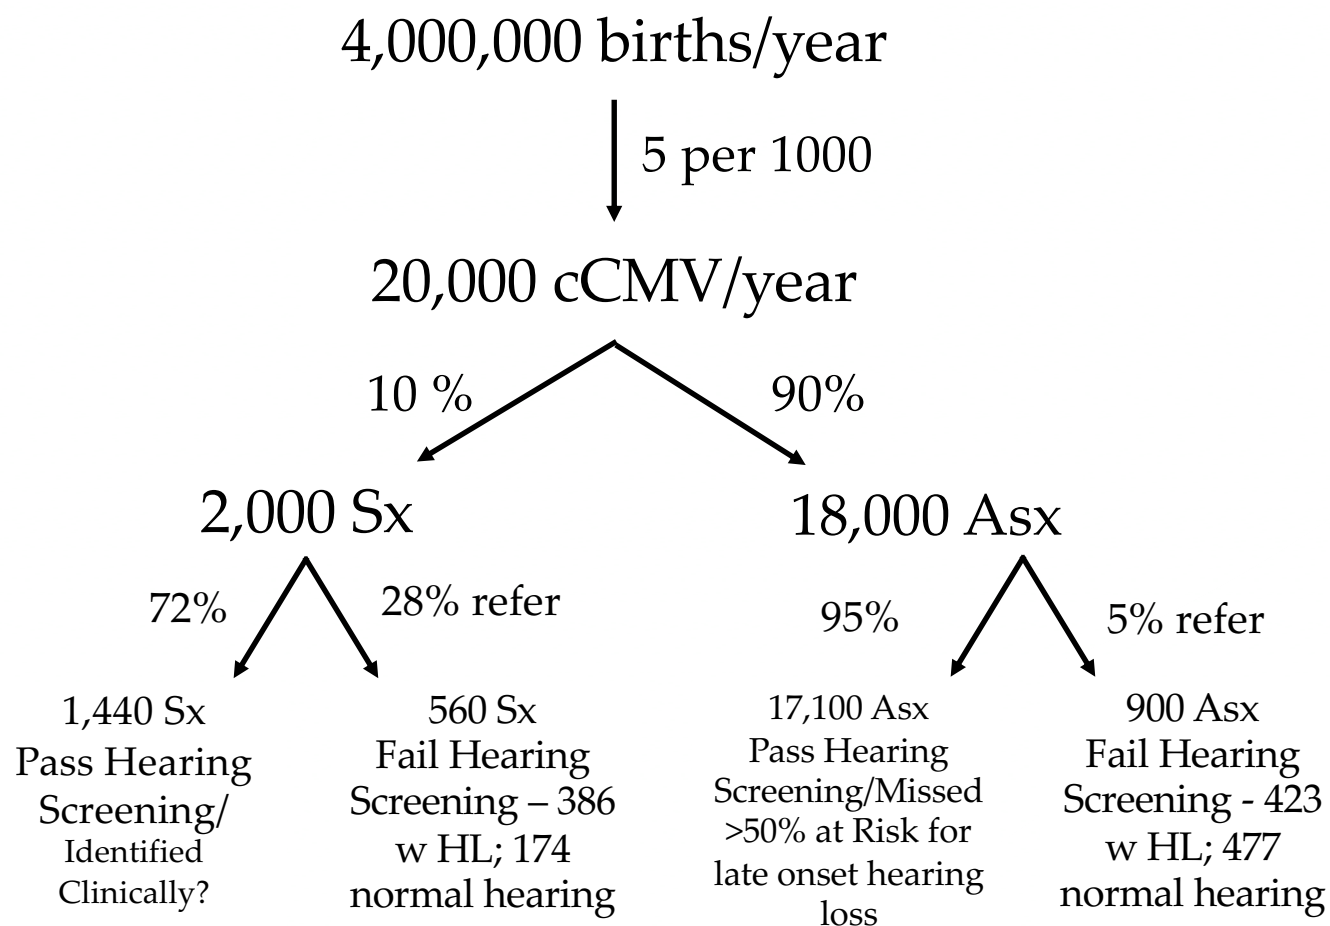 4,000,000 births/year
5 per 1000
20,000 cCMV/year
10 %
90%
2,000 Sx
18,000 Asx
72%
28% refer
95%
5% refer
1,440 Sx
Pass Hearing
Screening/
Identified
Clinically?
560 Sx
Fail Hearing
Screening – 386
w HL; 174
normal hearing
17,100 Asx
Pass Hearing
Screening/Missed
>50% at Risk for
late onset hearing
loss
900 Asx
Fail Hearing
Screening - 423
w HL; 477
normal hearing